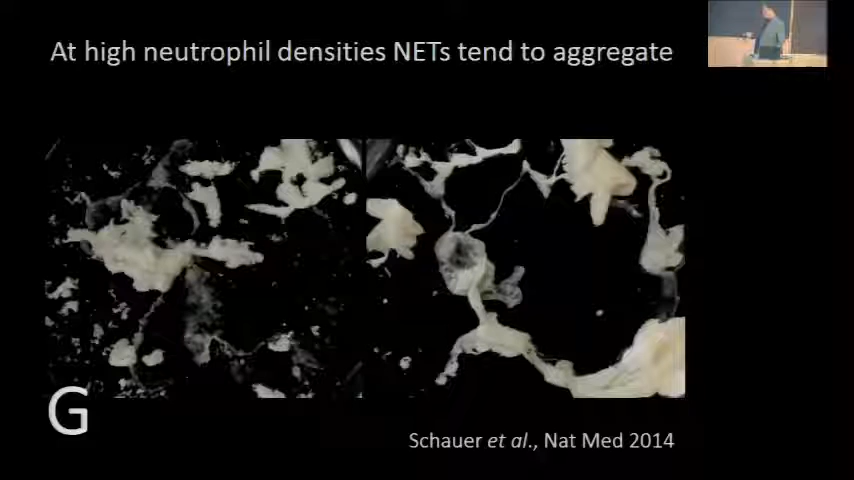 At high neutrophil densities NETs tend to aggregate
G
Schauer et al., Nat Med 2014